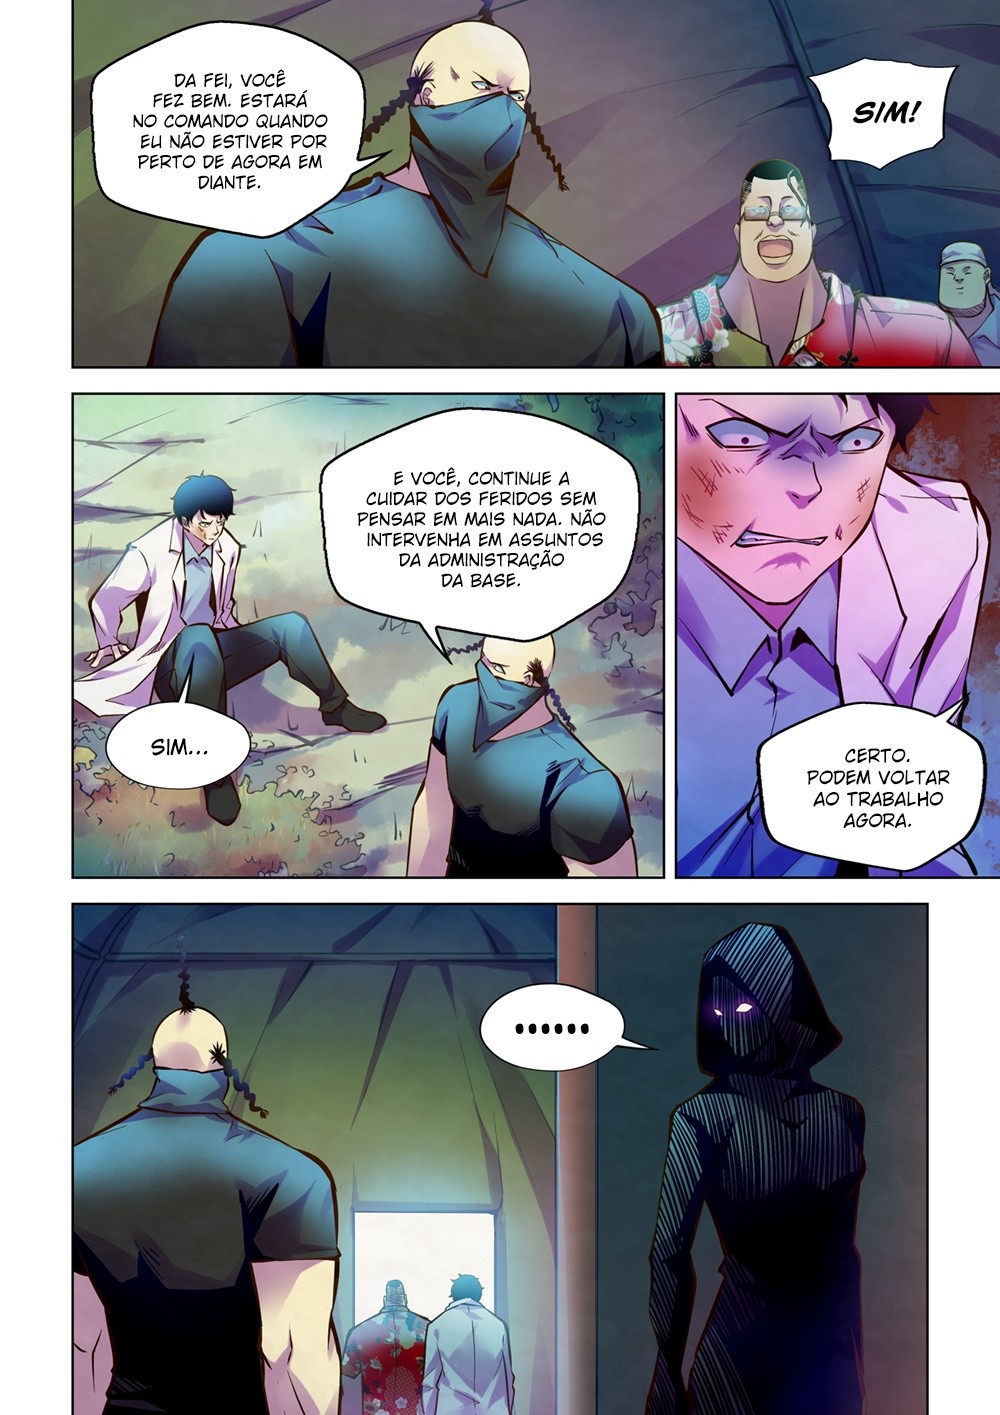 DA FEI, VOCÊ
FEZ BEM. ESTARÁ
NO COMANDO QUANDO
EU NÃO ESTIVER POR
PERTO DE AGORA EM
DIANTE.
SIM!
E VOCÊ, CONTINUE A
CUIDAR DOS FERIDOS SEM
PENSAR EM MAIS NADA. NÃO
INTERVENHA EM ASSUNTOS
DA ADMINISTRAÇÃO
DA BASE.
SIM...
CERTO.
PODEM VOLTAR
AO TRABALHO
AGORA.
......